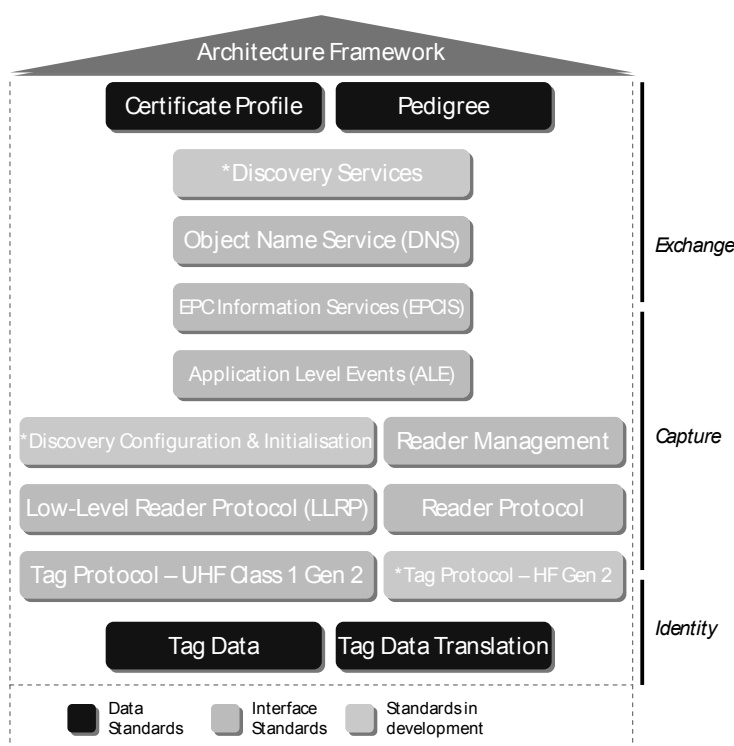 Architecture Framework
Certificate Profile
Pedigree
*Discovery Services
Object Name Service (DNS)
Exchange
EPC Information Services (EPCIS)
Application Level Events (ALE)
*Discovery Configuration & Initialisation
Reader Management
Capture
Low-Level Reader Protocol (LLRP)
Reader Protocol
Tag Protocol – UHF Class 1 Gen 2
*Tag Protocol – HF Gen 2
Identity
Tag Data
Tag Data Translation
Data
Standards
Interface
Standards
Standards in
development